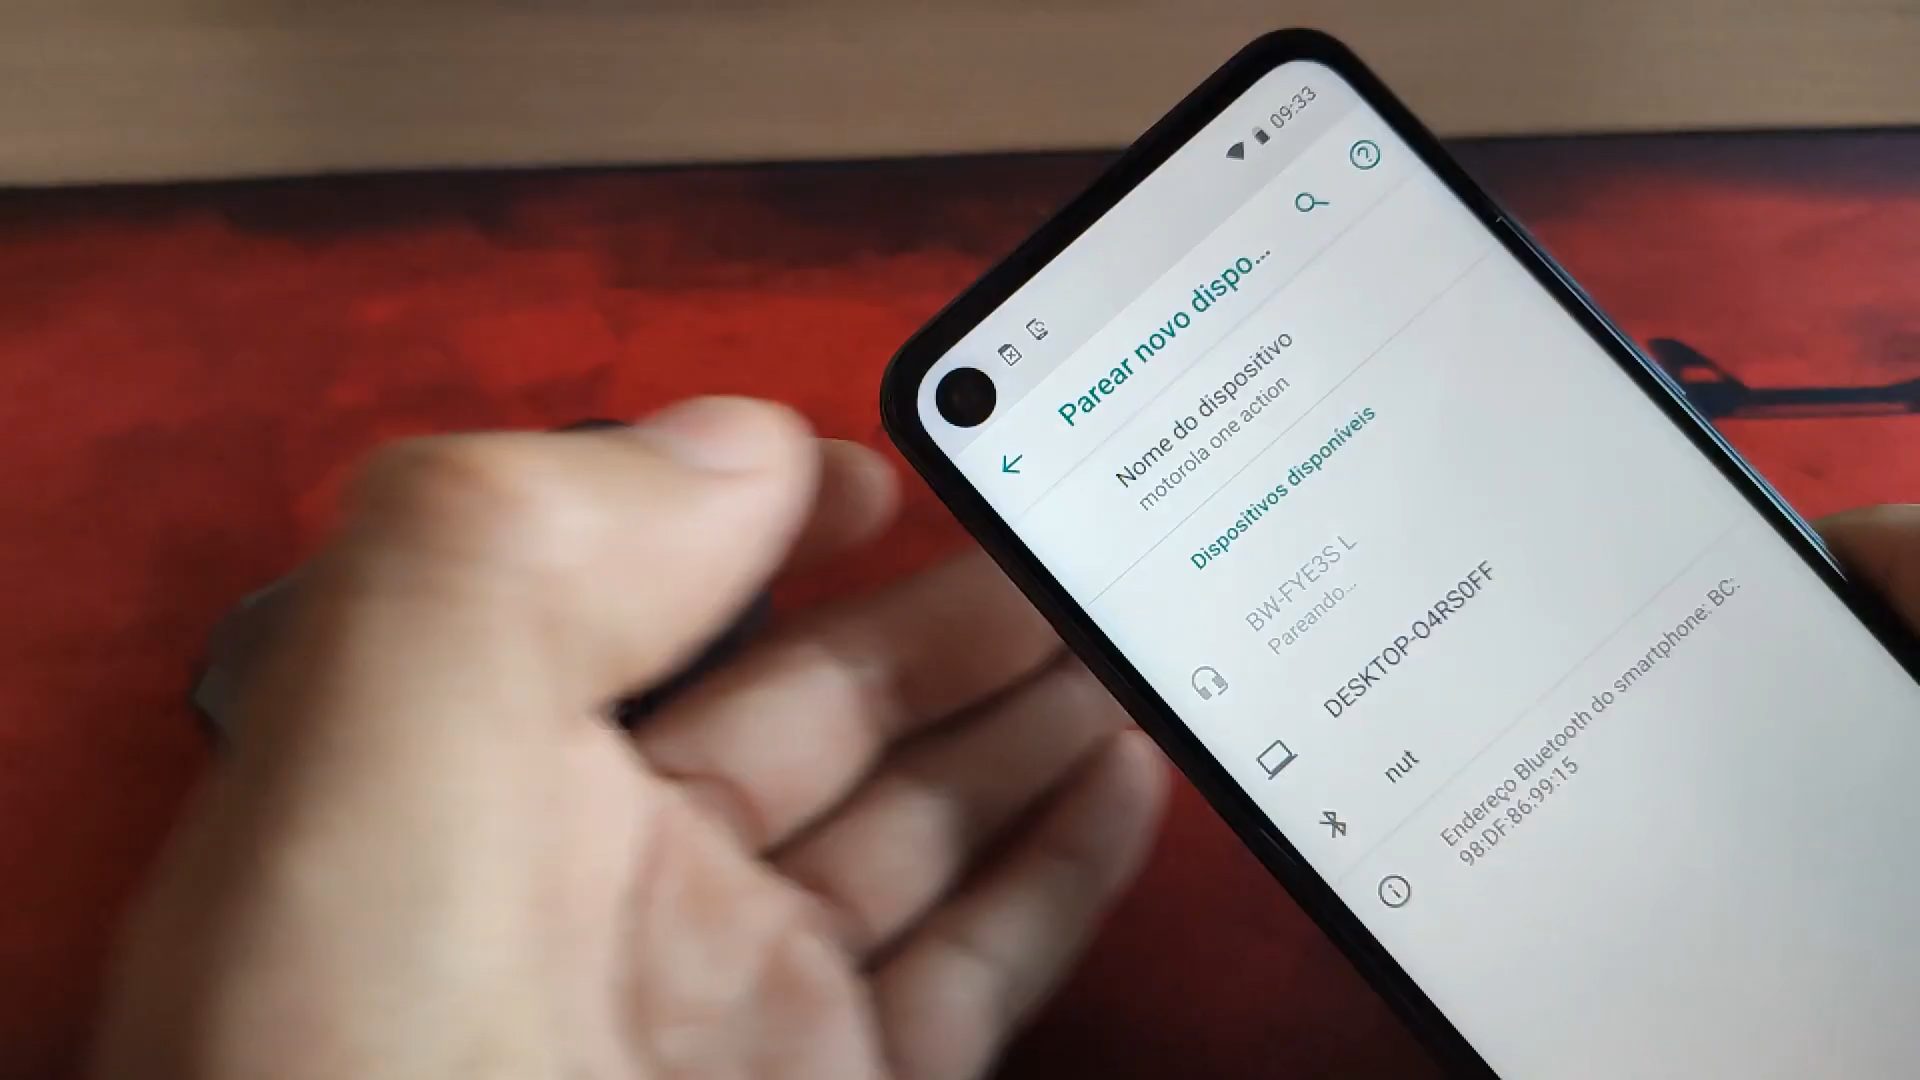 09:33
Parear novo dispo...
Nome do dispositivo
motorola one action
Dispositivos disponíveis
BW-FYE3S L
Pareando...
DESKTOP-O4RS0FF
nut
Endereço Bluetooth do smartphone: BC:
98:DF:86:99:15